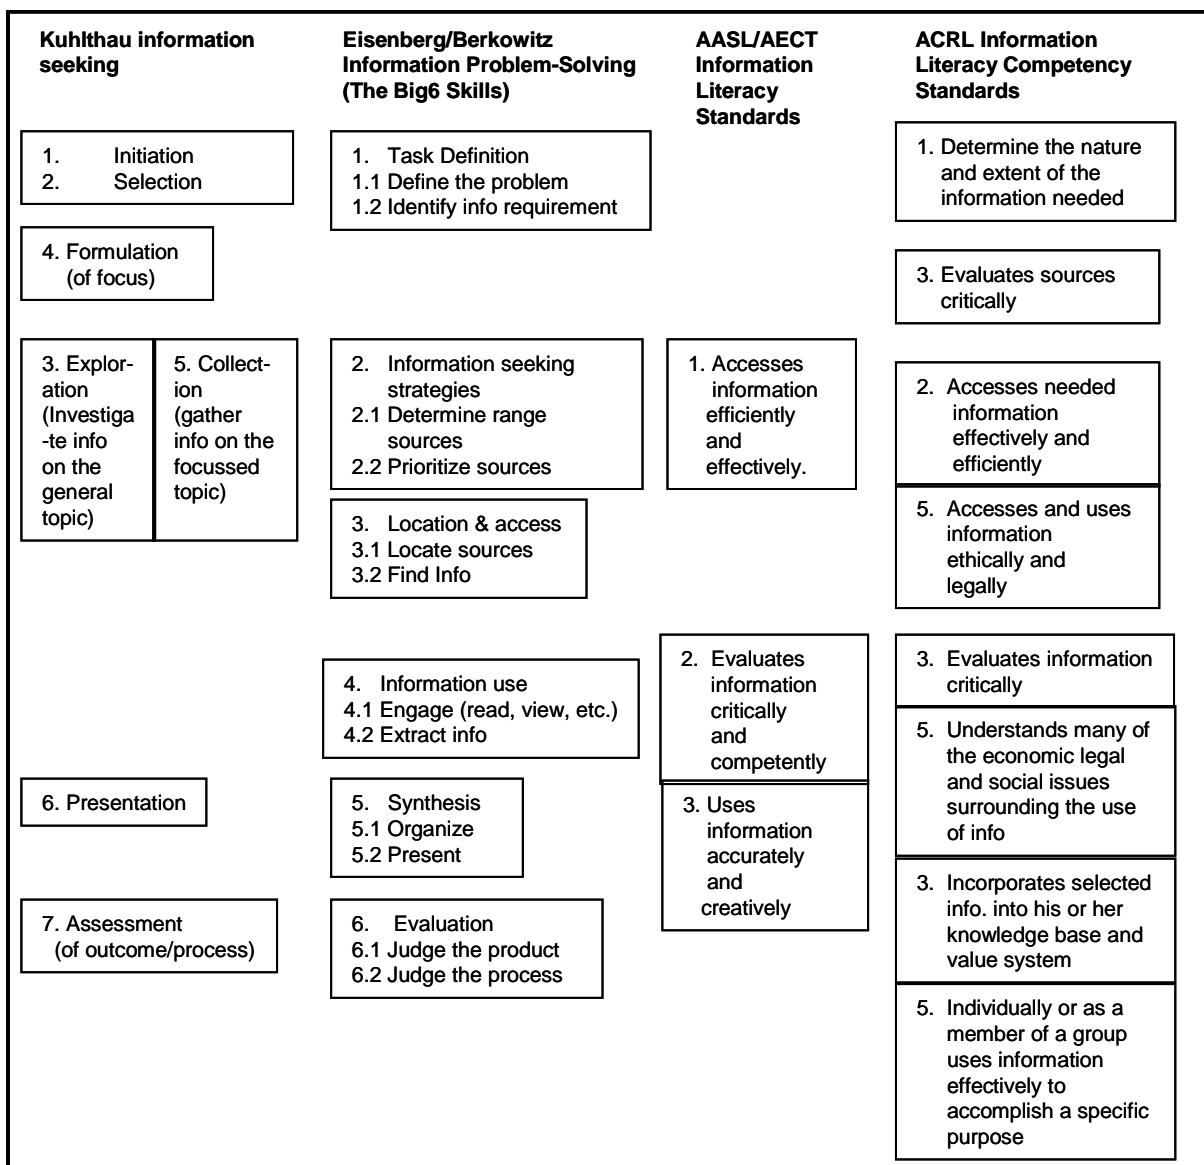 Kuhlthau information
seeking
Eisenberg/Berkowitz
Information Problem-Solving
(The Big6 Skills)
AASL/AECT
Information
Literacy
Standards
ACRL Information
Literacy Competency
Standards
1. Initiation
2. Selection
4. Formulation
(of focus)
3. Explor-
ation
(Investiga
-te info
on the
general
topic)
5. Collect-
ion
(gather
info on the
focussed
topic)
6. Presentation
7. Assessment
(of outcome/process)
1. Task Definition
1.1 Define the problem
1.2 Identify info requirement
2. Information seeking
strategies
2.1 Determine range
sources
2.2 Prioritize sources
3. Location & access
3.1 Locate sources
3.2 Find Info
4. Information use
4.1 Engage (read, view, etc.)
4.2 Extract info
5. Synthesis
5.1 Organize
5.2 Present
6. Evaluation
6.1 Judge the product
6.2 Judge the process
1. Accesses
information
efficiently
and
effectively.
2. Evaluates
information
critically
and
competently
3. Uses
information
accurately
and
creatively
1. Determine the nature
and extent of the
information needed
3. Evaluates sources
critically
2. Accesses needed
information
effectively and
efficiently
5. Accesses and uses
information
ethically and
legally
3. Evaluates information
critically
5. Understands many of
the economic legal
and social issues
surrounding the use
of info
3. Incorporates selected
info. into his or her
knowledge base and
value system
5. Individually or as a
member of a group
uses information
effectively to
accomplish a specific
purpose